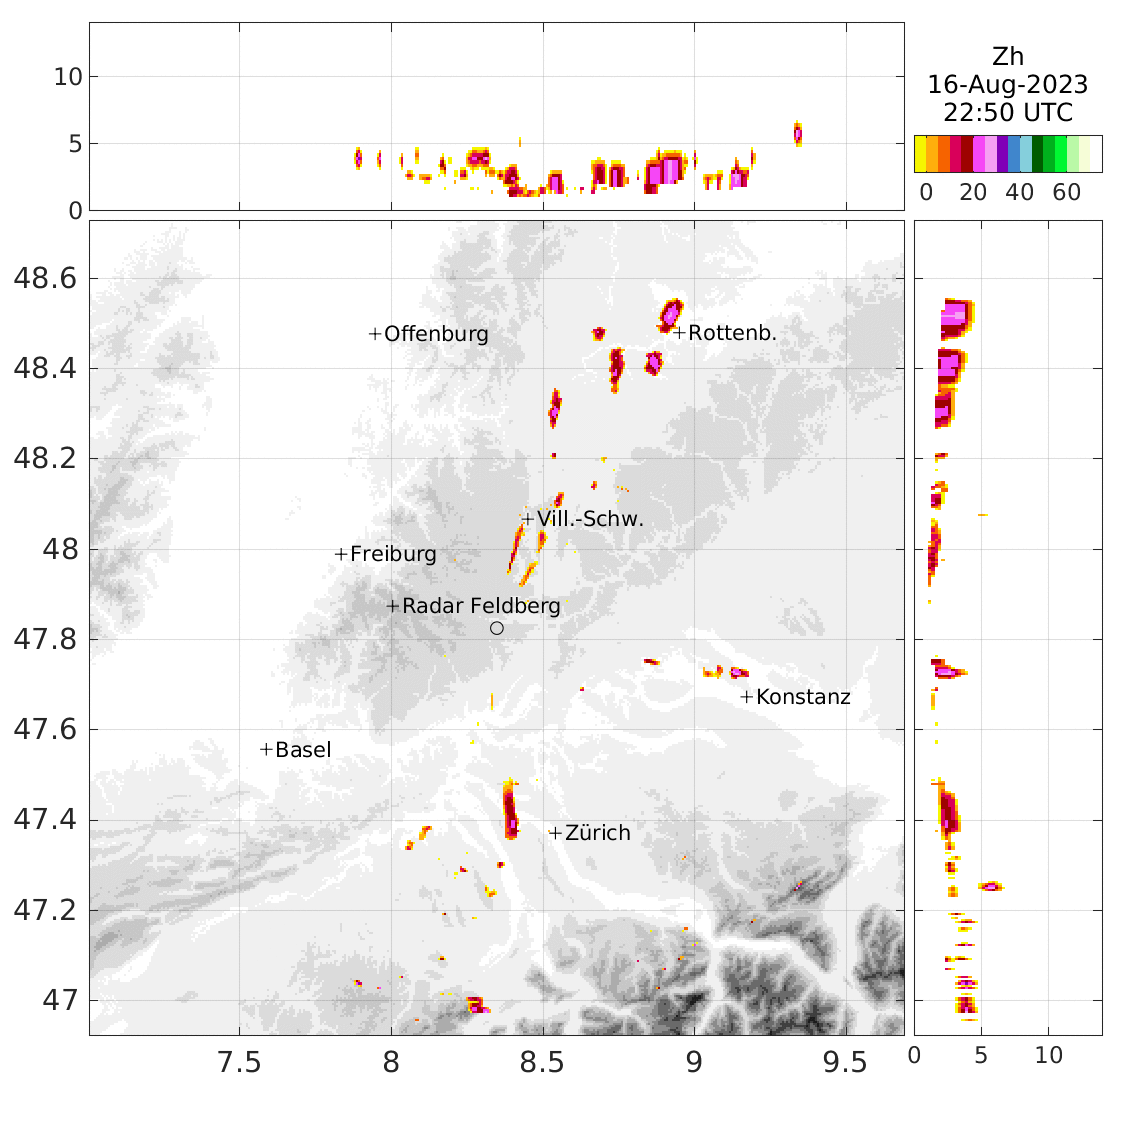 10
5
0
Zh
16-Aug-2023
22:50 UTC
0 20 40 60
48.6
48.4
48.2
48
47.8
47.6
47.4
47.2
47
Offenburg
Rottenb.
Vill.-Schw.
Freiburg
Radar Feldberg
Konstanz
Basel
Zürich
7.5 8 8.5 9 9.5
0 5 10